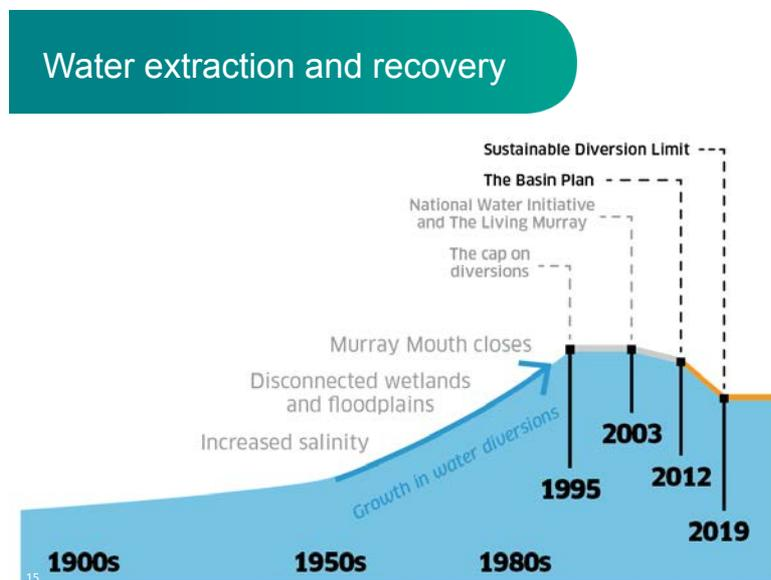 Water extraction and recovery
Sustainable Diversion Limit
The Basin Plan
National Water Initiative
and The Living Murray
The cap on
diversions
Murray Mouth closes
Disconnected wetlands
and floodplains
Increased salinity
Growth in water diversions
2003
1995
2012
2019
1900s
1950s
1980s
15